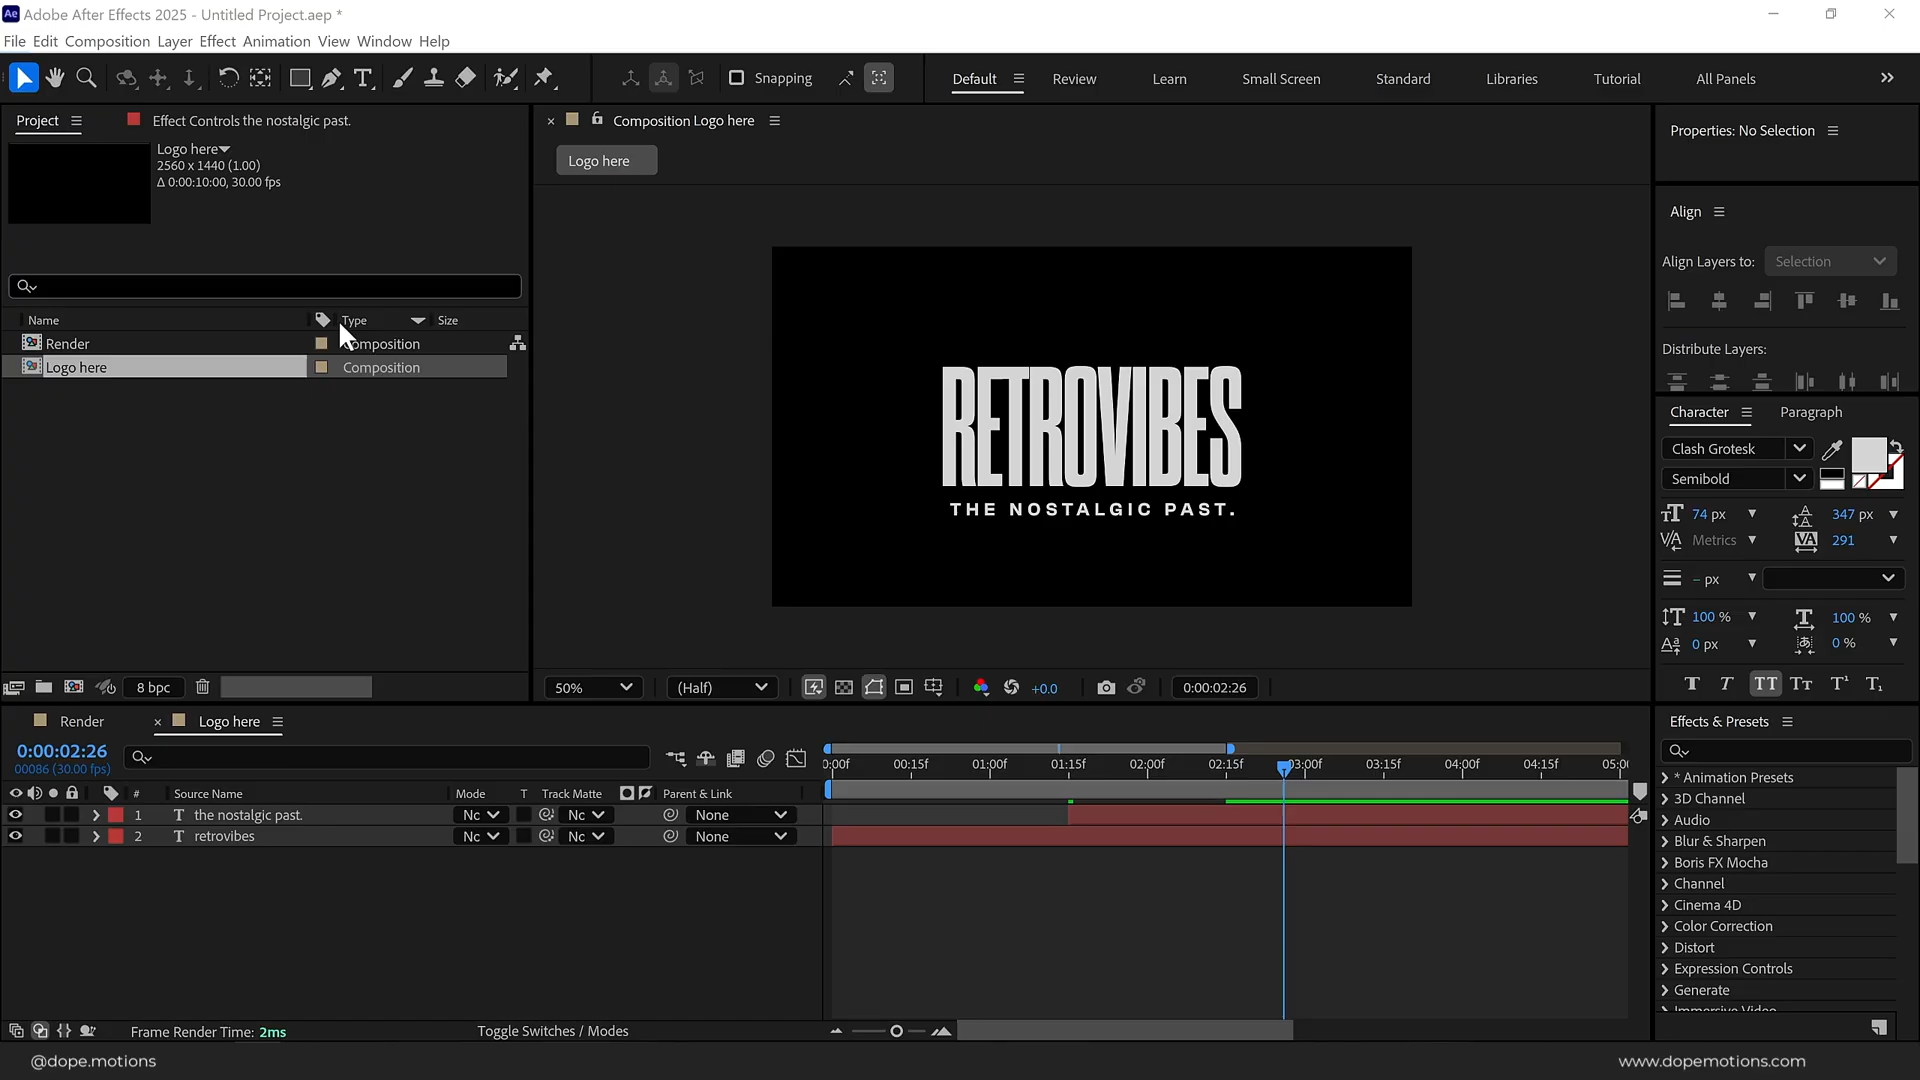 Adobe After Effects 2025 - Untitled Project.aep *
File Edit Composition Layer Effect Animation View Window Help
Snapping
Default
Review
Learn
Small Screen
Standard
Libraries
Tutorial
All Panels
Project
Effect Controls the nostalgic past.
Logo here
2560 x 1440 (1.00)
Δ 0:00:10:00, 30.00 fps
Name
Type
Size
Render
Composition
Logo here
Composition
8 bpc
Composition Logo here
Logo here
RETROVIBES
THE NOSTALGIC PAST.
50%
(Half)
+0.0
0:00:02:26
Properties: No Selection
Align
Align Layers to:
Selection
Distribute Layers:
Character
Paragraph
Clash Grotesk
Semibold
74 px
347 px
Metrics
291
- px
100 %
100 %
0 px
0 %
Render
Logo here
0:00:02:26
00086 (30.00 fps)
0:00f
00:15f
01:00f
01:15f
02:00f
02:15f
03:00f
03:15f
04:00f
04:15f
05:00
#
Source Name
Mode
T
Track Matte
Parent & Link
1
T
the nostalgic past.
Nc
Nc
None
2
T
retrovibes
Nc
Nc
None
Frame Render Time: 2ms
Toggle Switches / Modes
Effects & Presets
* Animation Presets
3D Channel
Audio
Blur & Sharpen
Boris FX Mocha
Channel
Cinema 4D
Color Correction
Distort
Expression Controls
Generate
Immersive Video
@dope.motions
www.dopemotions.com